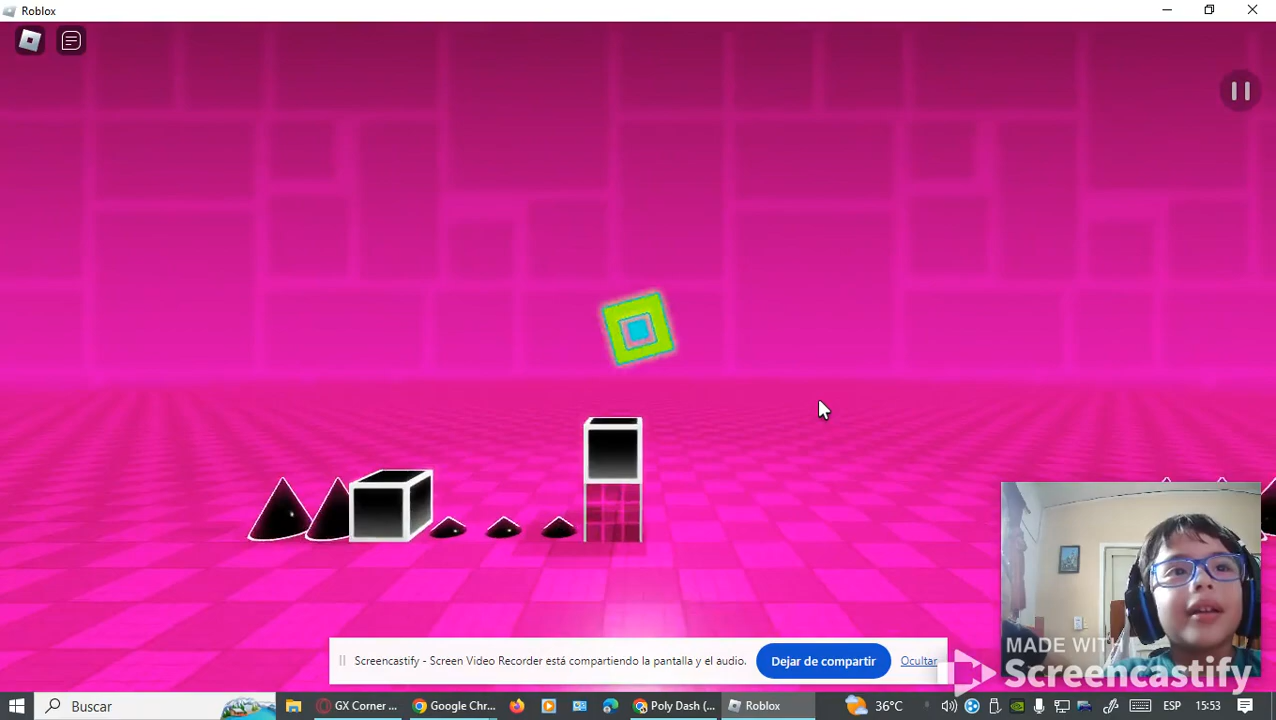 Roblox
Screencastify - Screen Video Recorder está compartiendo la pantalla y el audio.
Dejar de compartir
Ocultar
MADE WITH
Screencastify
Buscar
GX Corner ...
Google Chr...
Poly Dash (...
Roblox
36°C
ESP
15:53